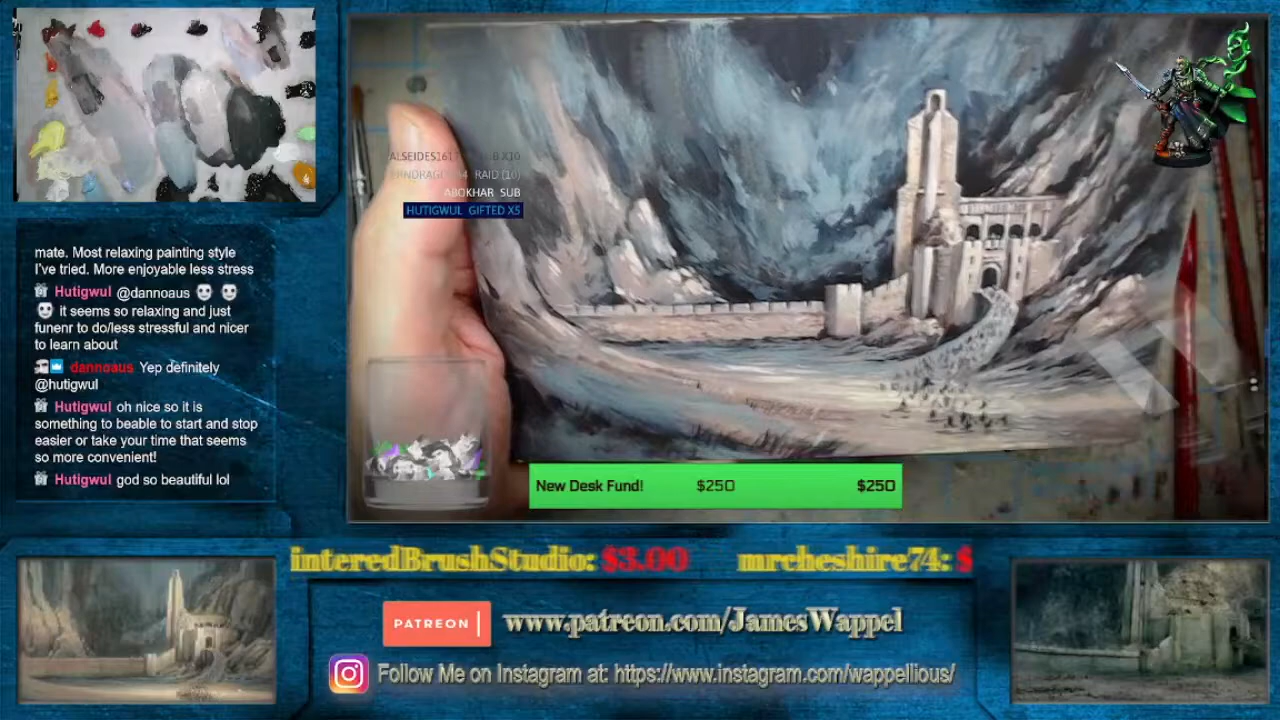 mate. Most relaxing painting style
I've tried. More enjoyable less stress
Hutigwul @dannoaus
it seems so relaxing and just
funenr to do/less stressful and nicer
to learn about
dannoaus Yep definitely
@hutigwul
Hutigwul oh nice so it is
something to beable to start and stop
easier or take your time that seems
so more convenient!
Hutigwul god so beautiful lol
RAID (10)
ABOKHAR SUB
HUTIGWUL GIFTED X5
New Desk Fund! $250 $250
interedBrushStudio: $3.00 mrcheshire74: $
PATREON www.patreon.com/JamesWappel
Follow Me on Instagram at: https://www.instagram.com/wappellious/